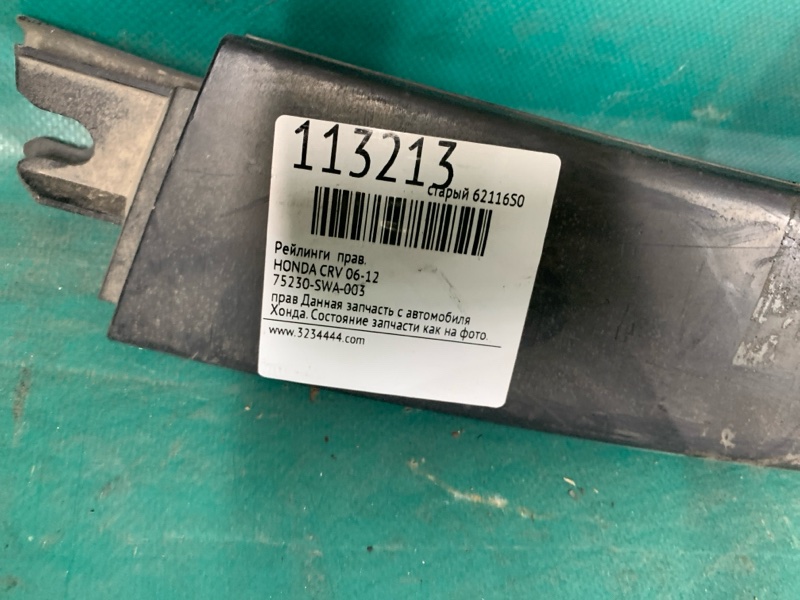 113213
старый 62116S0
Рейлинги прав.
HONDA CRV 06-12
75230-SWA-003
прав Данная запчасть с автомобиля
Хонда. Состояние запчасти как на фото.
www.3234444.com